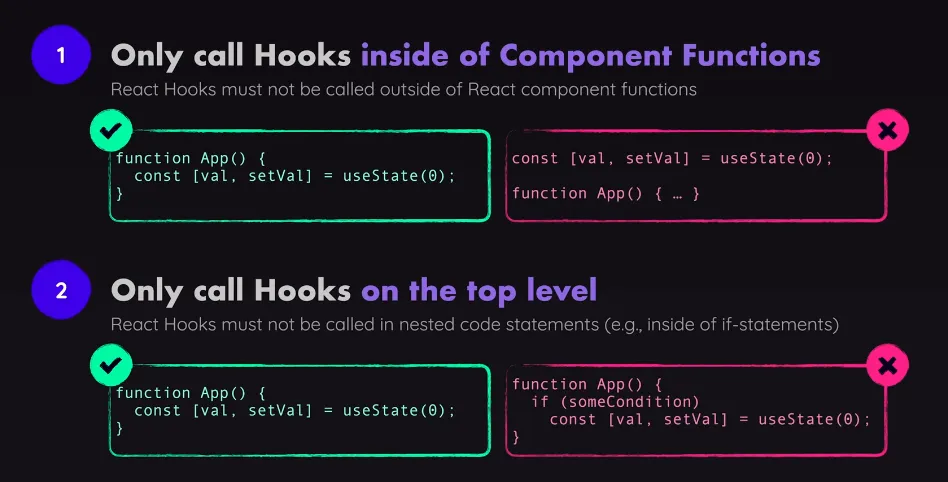 1
Only call Hooks inside of Component Functions
React Hooks must not be called outside of React component functions
function App() {
  const [val, setVal] = useState(0);
}
const [val, setVal] = useState(0);
function App() { … }
2
Only call Hooks on the top level
React Hooks must not be called in nested code statements (e.g., inside of if-statements)
function App() {
  const [val, setVal] = useState(0);
}
function App() {
  if (someCondition)
    const [val, setVal] = useState(0);
}